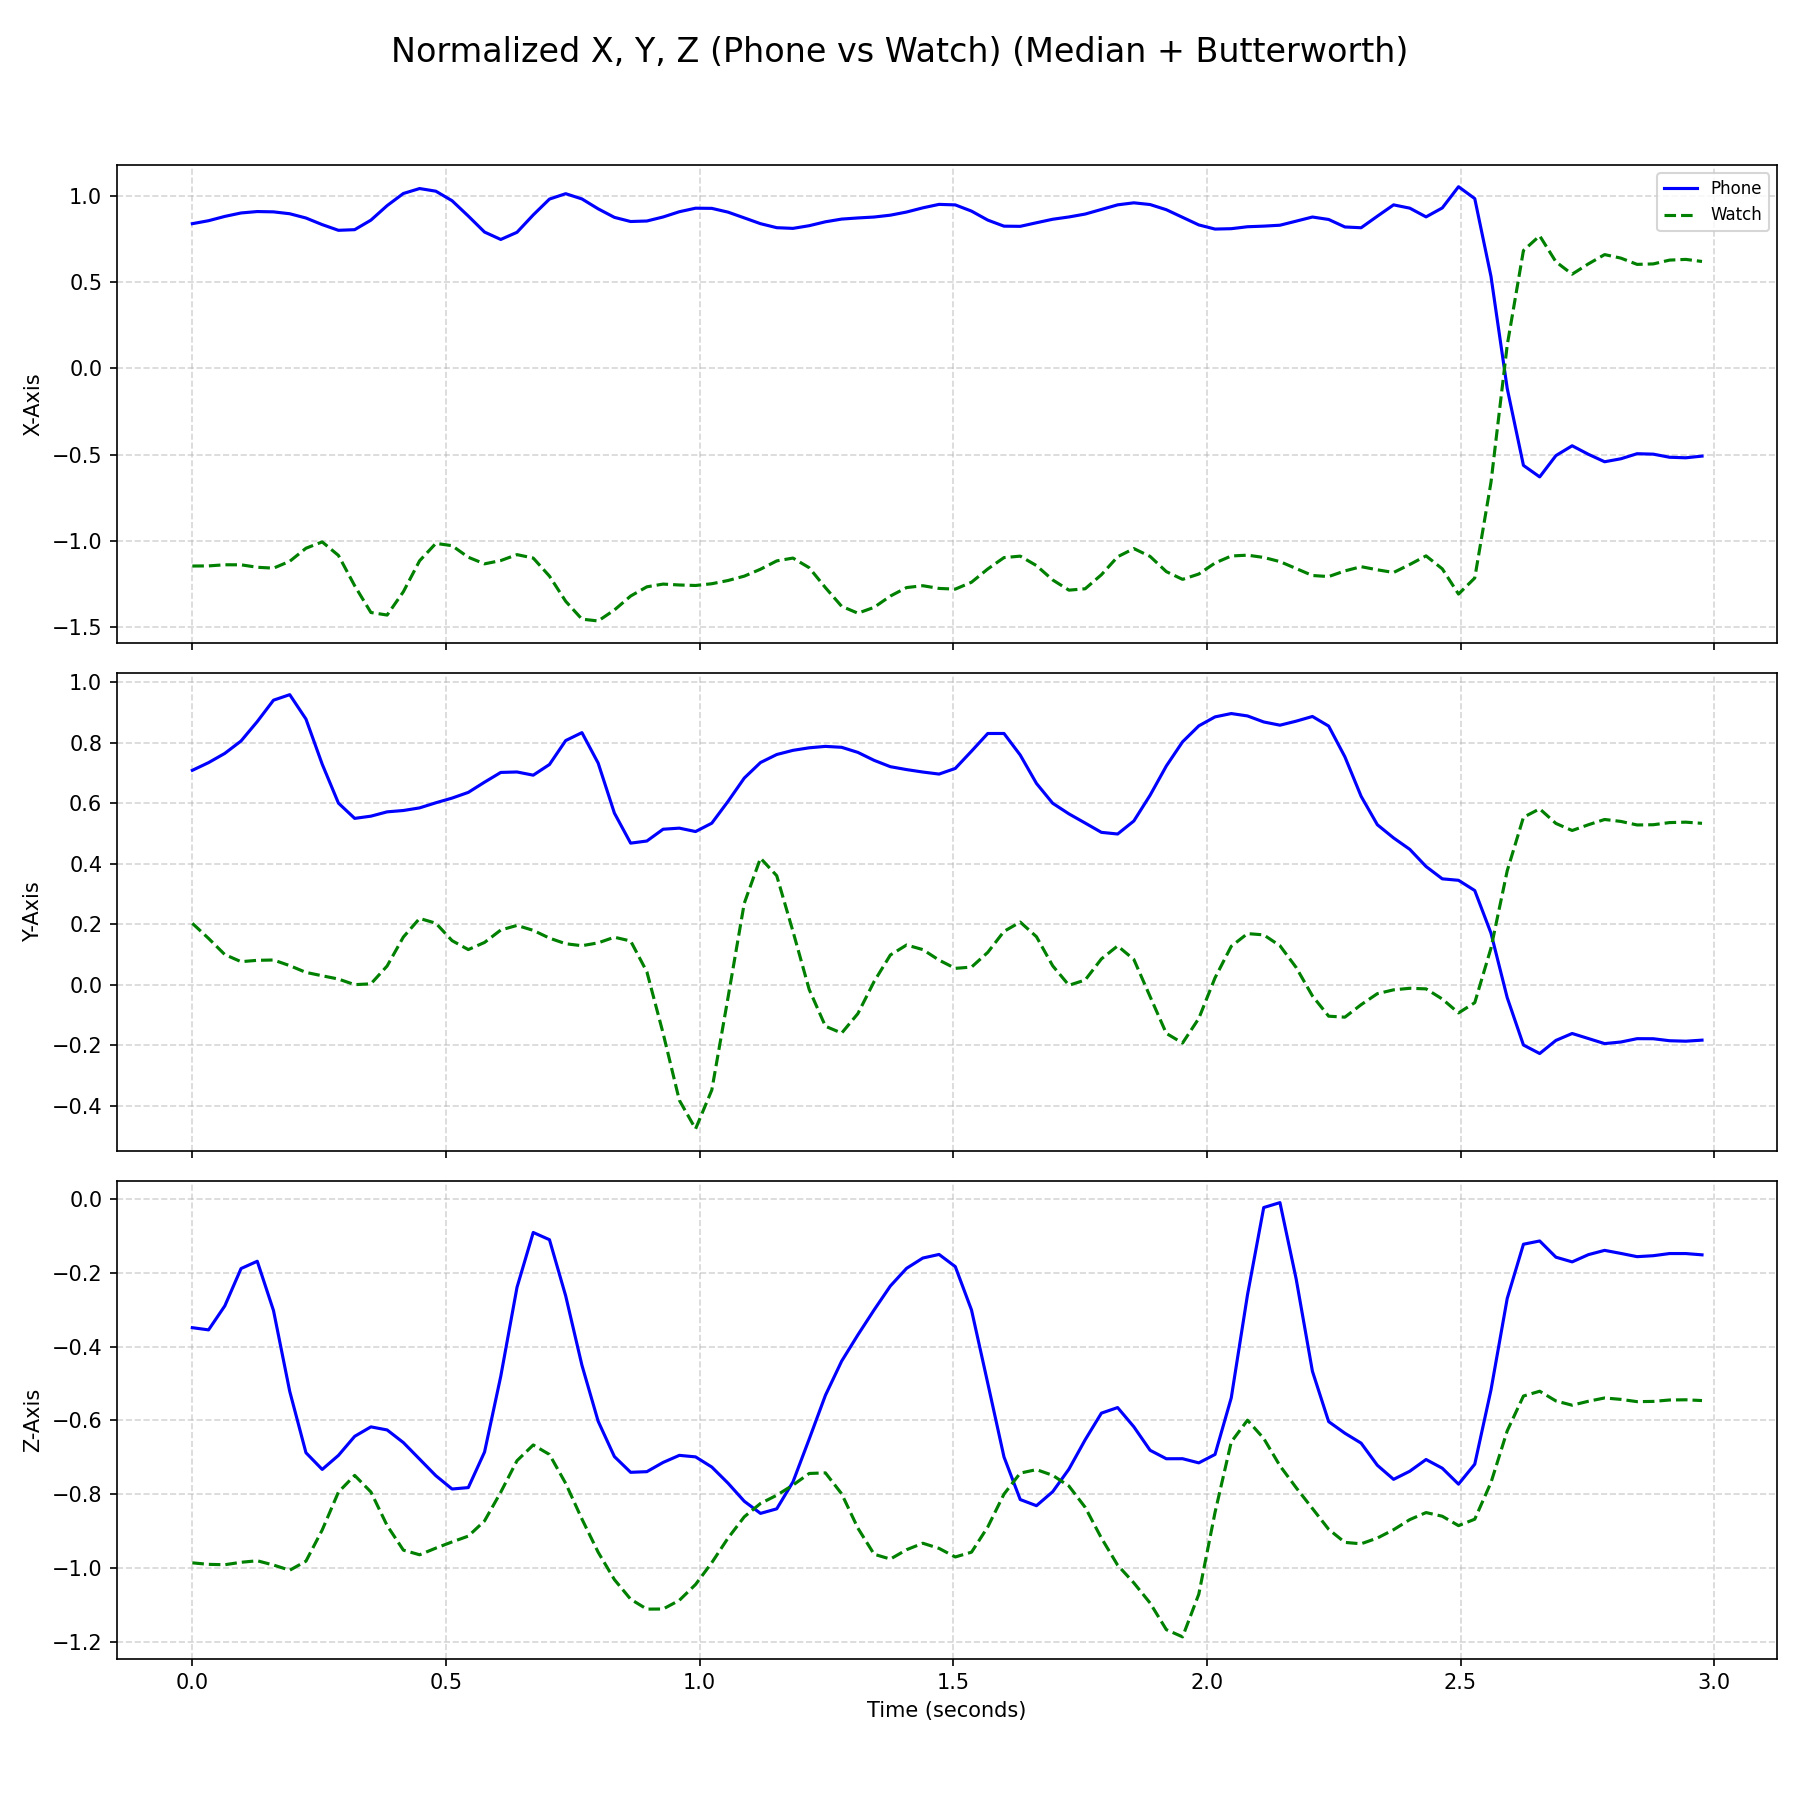 Normalized X, Y, Z (Phone vs Watch) (Median + Butterworth)
Phone
Watch
1.0
0.5
0.0
−0.5
−1.0
−1.5
X-Axis
1.0
0.8
0.6
0.4
0.2
0.0
−0.2
−0.4
Y-Axis
0.0
−0.2
−0.4
−0.6
−0.8
−1.0
−1.2
Z-Axis
0.0 0.5 1.0 1.5 2.0 2.5 3.0
Time (seconds)